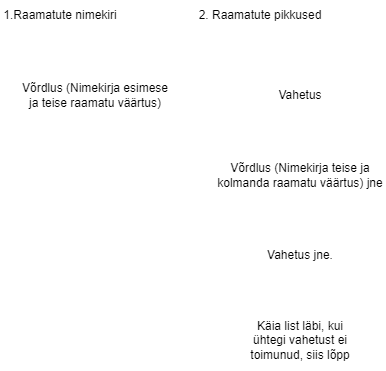 1.Raamatute nimekiri
2. Raamatute pikkused
Võrdlus (Nimekirja esimese
ja teise raamatu väärtus)
Vahetus
Võrdlus (Nimekirja teise ja
kolmanda raamatu väärtus) jne
Vahetus jne.
Käia list läbi, kui
ühtegi vahetust ei
toimunud, siis lõpp